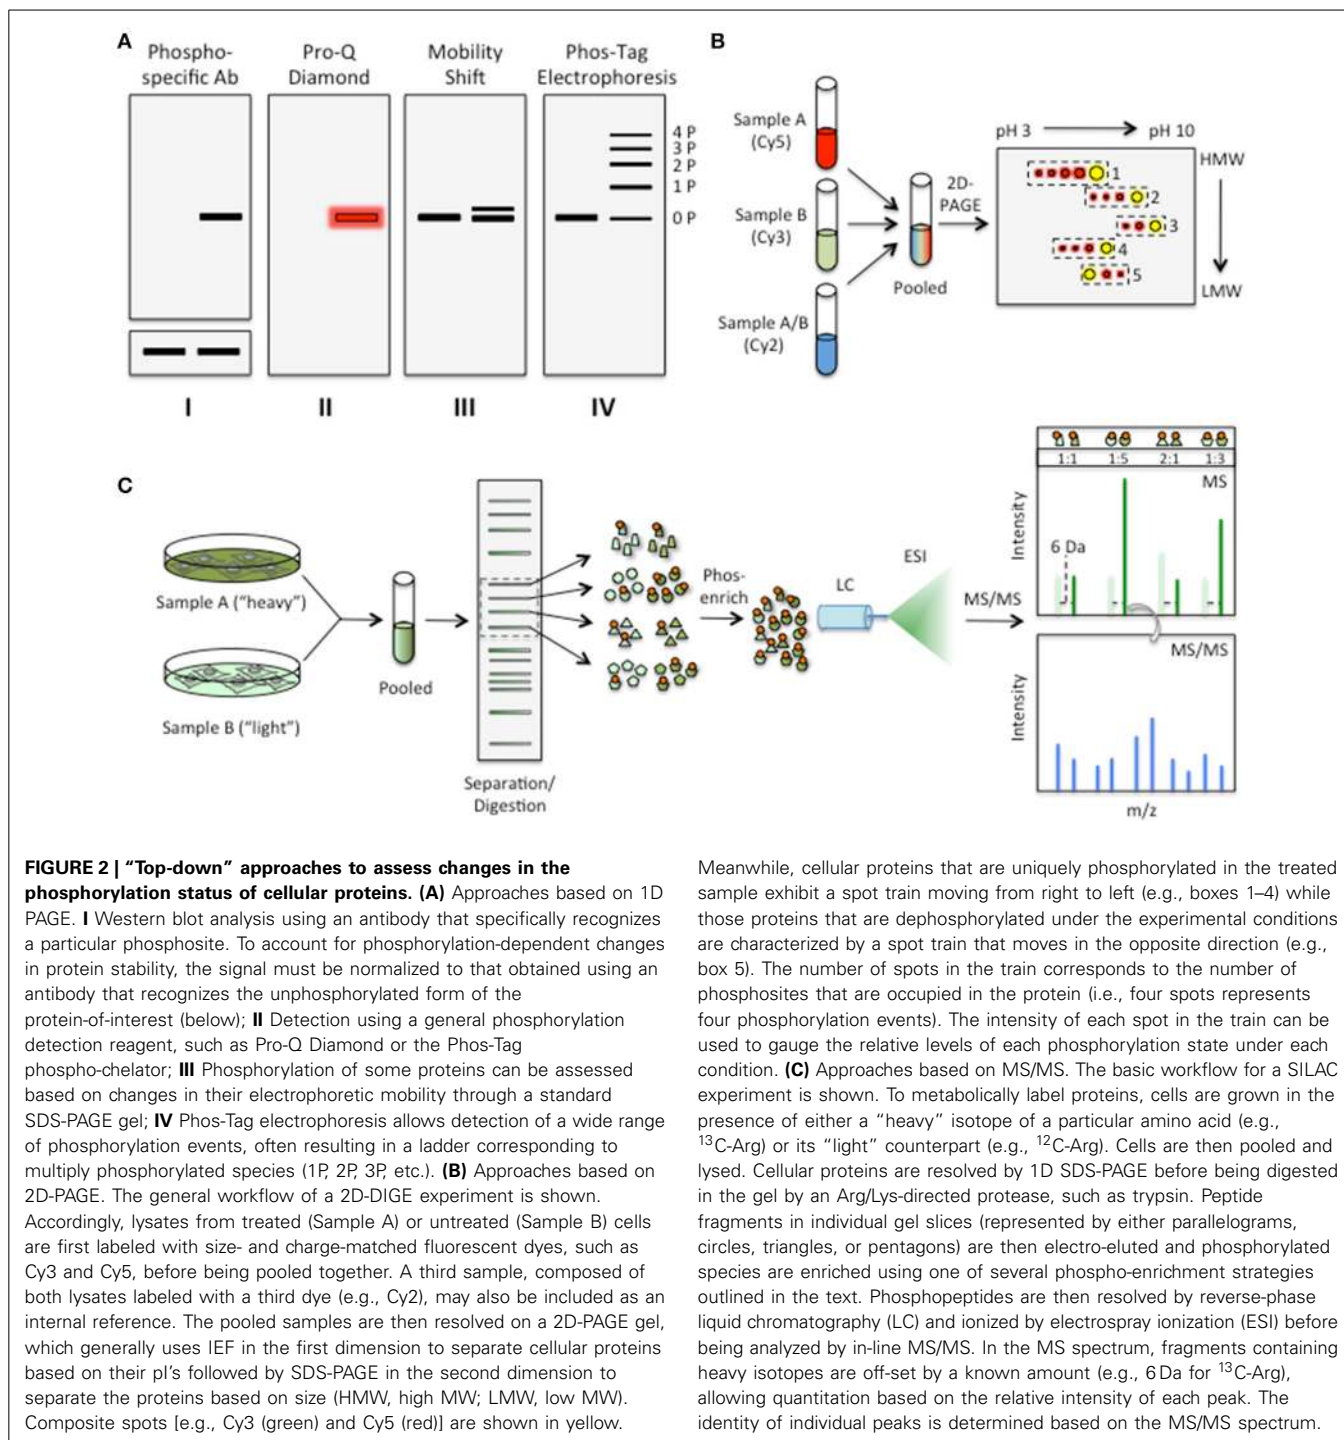 A
Phospho-
specific Ab
Pro-Q
Diamond
Mobility
Shift
Phos-Tag
Electrophoresis
4 P
3 P
2 P
1 P
0 P
I
II
III
IV
B
Sample A
(Cy5)
Sample B
(Cy3)
Sample A/B
(Cy2)
Pooled
2D-
PAGE
pH 3
pH 10
HMW
LMW
1
2
3
4
5
C
Sample A ("heavy")
Sample B ("light")
Pooled
Separation/
Digestion
Phos-
enrich
LC
ESI
MS/MS
1:1
1:5
2:1
1:3
MS
Intensity
6 Da
MS/MS
Intensity
m/z
FIGURE 2 | "Top-down" approaches to assess changes in the
phosphorylation status of cellular proteins. (A) Approaches based on 1D
PAGE. I Western blot analysis using an antibody that specifically recognizes
a particular phosphosite. To account for phosphorylation-dependent changes
in protein stability, the signal must be normalized to that obtained using an
antibody that recognizes the unphosphorylated form of the
protein-of-interest (below); II Detection using a general phosphorylation
detection reagent, such as Pro-Q Diamond or the Phos-Tag
phospho-chelator; III Phosphorylation of some proteins can be assessed
based on changes in their electrophoretic mobility through a standard
SDS-PAGE gel; IV Phos-Tag electrophoresis allows detection of a wide range
of phosphorylation events, often resulting in a ladder corresponding to
multiply phosphorylated species (1P, 2P, 3P, etc.). (B) Approaches based on
2D-PAGE. The general workflow of a 2D-DIGE experiment is shown.
Accordingly, lysates from treated (Sample A) or untreated (Sample B) cells
are first labeled with size- and charge-matched fluorescent dyes, such as
Cy3 and Cy5, before being pooled together. A third sample, composed of
both lysates labeled with a third dye (e.g., Cy2), may also be included as an
internal reference. The pooled samples are then resolved on a 2D-PAGE gel,
which generally uses IEF in the first dimension to separate cellular proteins
based on their pI's followed by SDS-PAGE in the second dimension to
separate the proteins based on size (HMW, high MW; LMW, low MW).
Composite spots [e.g., Cy3 (green) and Cy5 (red)] are shown in yellow.
Meanwhile, cellular proteins that are uniquely phosphorylated in the treated
sample exhibit a spot train moving from right to left (e.g., boxes 1–4) while
those proteins that are dephosphorylated under the experimental conditions
are characterized by a spot train that moves in the opposite direction (e.g.,
box 5). The number of spots in the train corresponds to the number of
phosphosites that are occupied in the protein (i.e., four spots represents
four phosphorylation events). The intensity of each spot in the train can be
used to gauge the relative levels of each phosphorylation state under each
condition. (C) Approaches based on MS/MS. The basic workflow for a SILAC
experiment is shown. To metabolically label proteins, cells are grown in the
presence of either a "heavy" isotope of a particular amino acid (e.g.,
¹³C-Arg) or its "light" counterpart (e.g., ¹²C-Arg). Cells are then pooled and
lysed. Cellular proteins are resolved by 1D SDS-PAGE before being digested
in the gel by an Arg/Lys-directed protease, such as trypsin. Peptide
fragments in individual gel slices (represented by either parallelograms,
circles, triangles, or pentagons) are then electro-eluted and phosphorylated
species are enriched using one of several phospho-enrichment strategies
outlined in the text. Phosphopeptides are then resolved by reverse-phase
liquid chromatography (LC) and ionized by electrospray ionization (ESI) before
being analyzed by in-line MS/MS. In the MS spectrum, fragments containing
heavy isotopes are off-set by a known amount (e.g., 6 Da for ¹³C-Arg),
allowing quantitation based on the relative intensity of each peak. The
identity of individual peaks is determined based on the MS/MS spectrum.